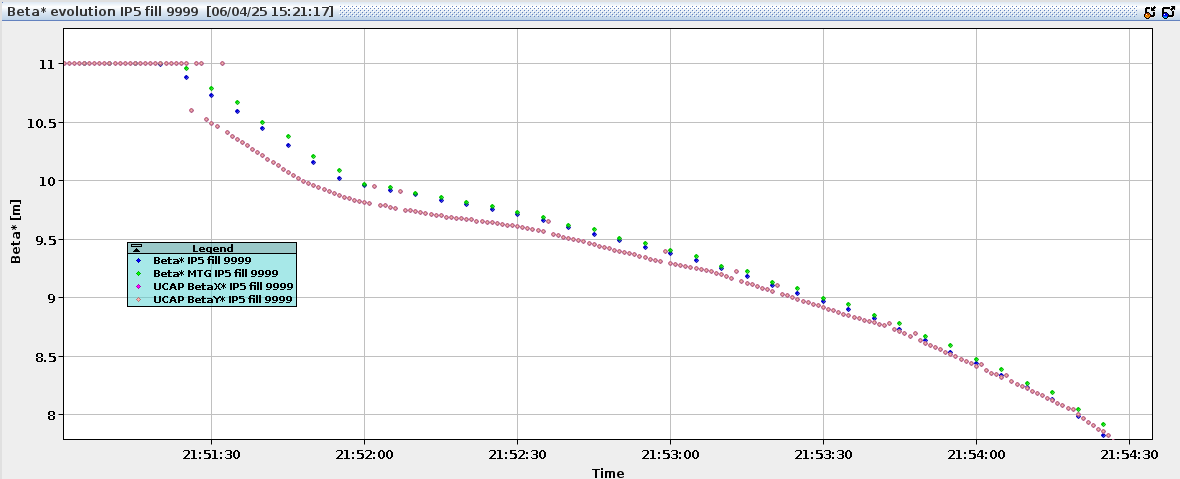 Beta* evolution IP5 fill 9999 [06/04/25 15:21:17]
11
10.5
10
9.5
9
8.5
8
Beta* [m]
Legend
Beta* IP5 fill 9999
Beta* MTG IP5 fill 9999
UCAP BetaX* IP5 fill 9999
UCAP BetaY* IP5 fill 9999
21:51:30 21:52:00 21:52:30 21:53:00 21:53:30 21:54:00 21:54:30
Time